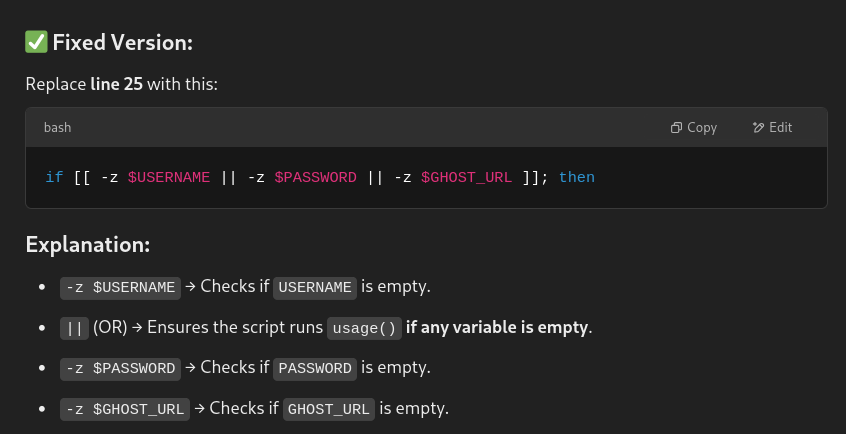 ✅ Fixed Version:
Replace line 25 with this:
bash Copy Edit
if [[ -z $USERNAME || -z $PASSWORD || -z $GHOST_URL ]]; then
Explanation:
• -z $USERNAME → Checks if USERNAME is empty.
• || (OR) → Ensures the script runs usage() if any variable is empty.
• -z $PASSWORD → Checks if PASSWORD is empty.
• -z $GHOST_URL → Checks if GHOST_URL is empty.